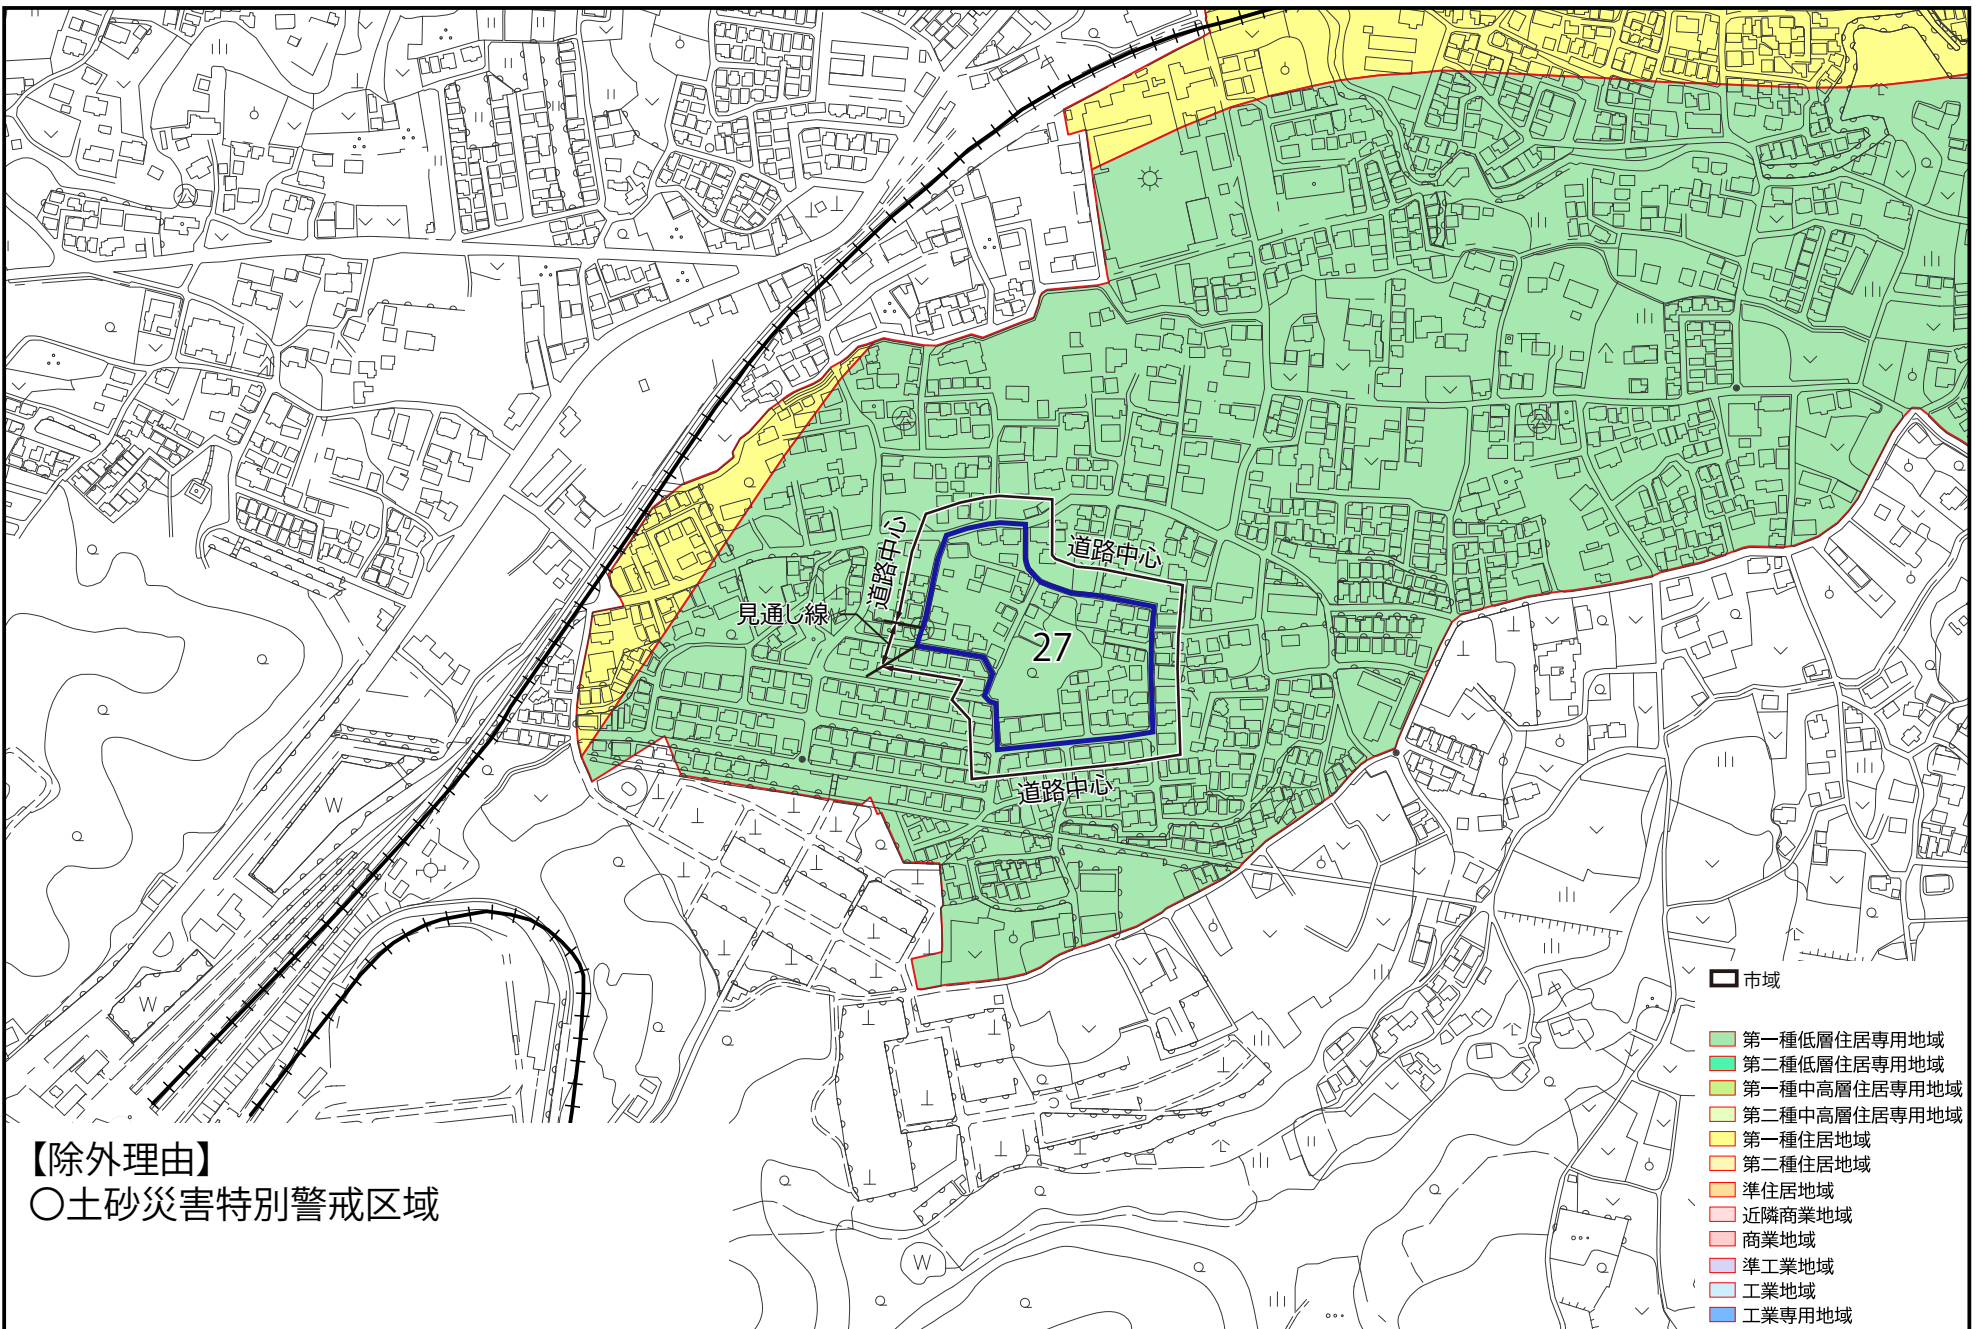 道路中心
道路中心
見通し線
27
道路中心
市域
第一種低層住居専用地域
第二種低層住居専用地域
第一種中高層住居専用地域
第二種中高層住居専用地域
第一種住居地域
第二種住居地域
準住居地域
近隣商業地域
商業地域
準工業地域
工業地域
工業専用地域
【除外理由】
〇土砂災害特別警戒区域